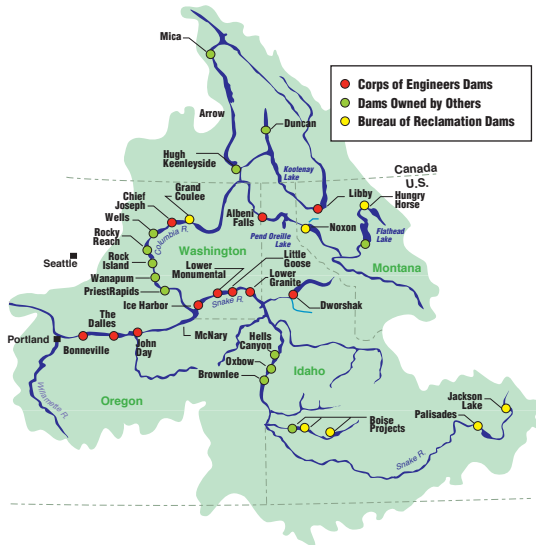 Mica
Corps of Engineers Dams
Dams Owned by Others
Bureau of Reclamation Dams
Arrow
Duncan
Hugh
Keenleyside
Kootenay
Lake
Canada
U.S.
Grand
Coulee
Chief
Joseph
Libby
Hungry
Horse
Wells
Albeni
Falls
Noxon
Rocky
Reach
Columbia R.
Pend Oreille
Lake
Flathead
Lake
Seattle
Rock
Island
Washington
Little
Goose
Montana
Wanapum
Lower
Monumental
Lower
Granite
PriestRapids
Ice Harbor
Snake R.
Dworshak
Portland
The
Dalles
McNary
Bonneville
John
Day
Hells
Canyon
Oxbow
Idaho
Brownlee
Willamette R.
Oregon
Jackson
Lake
Palisades
Boise
Projects
Snake R.